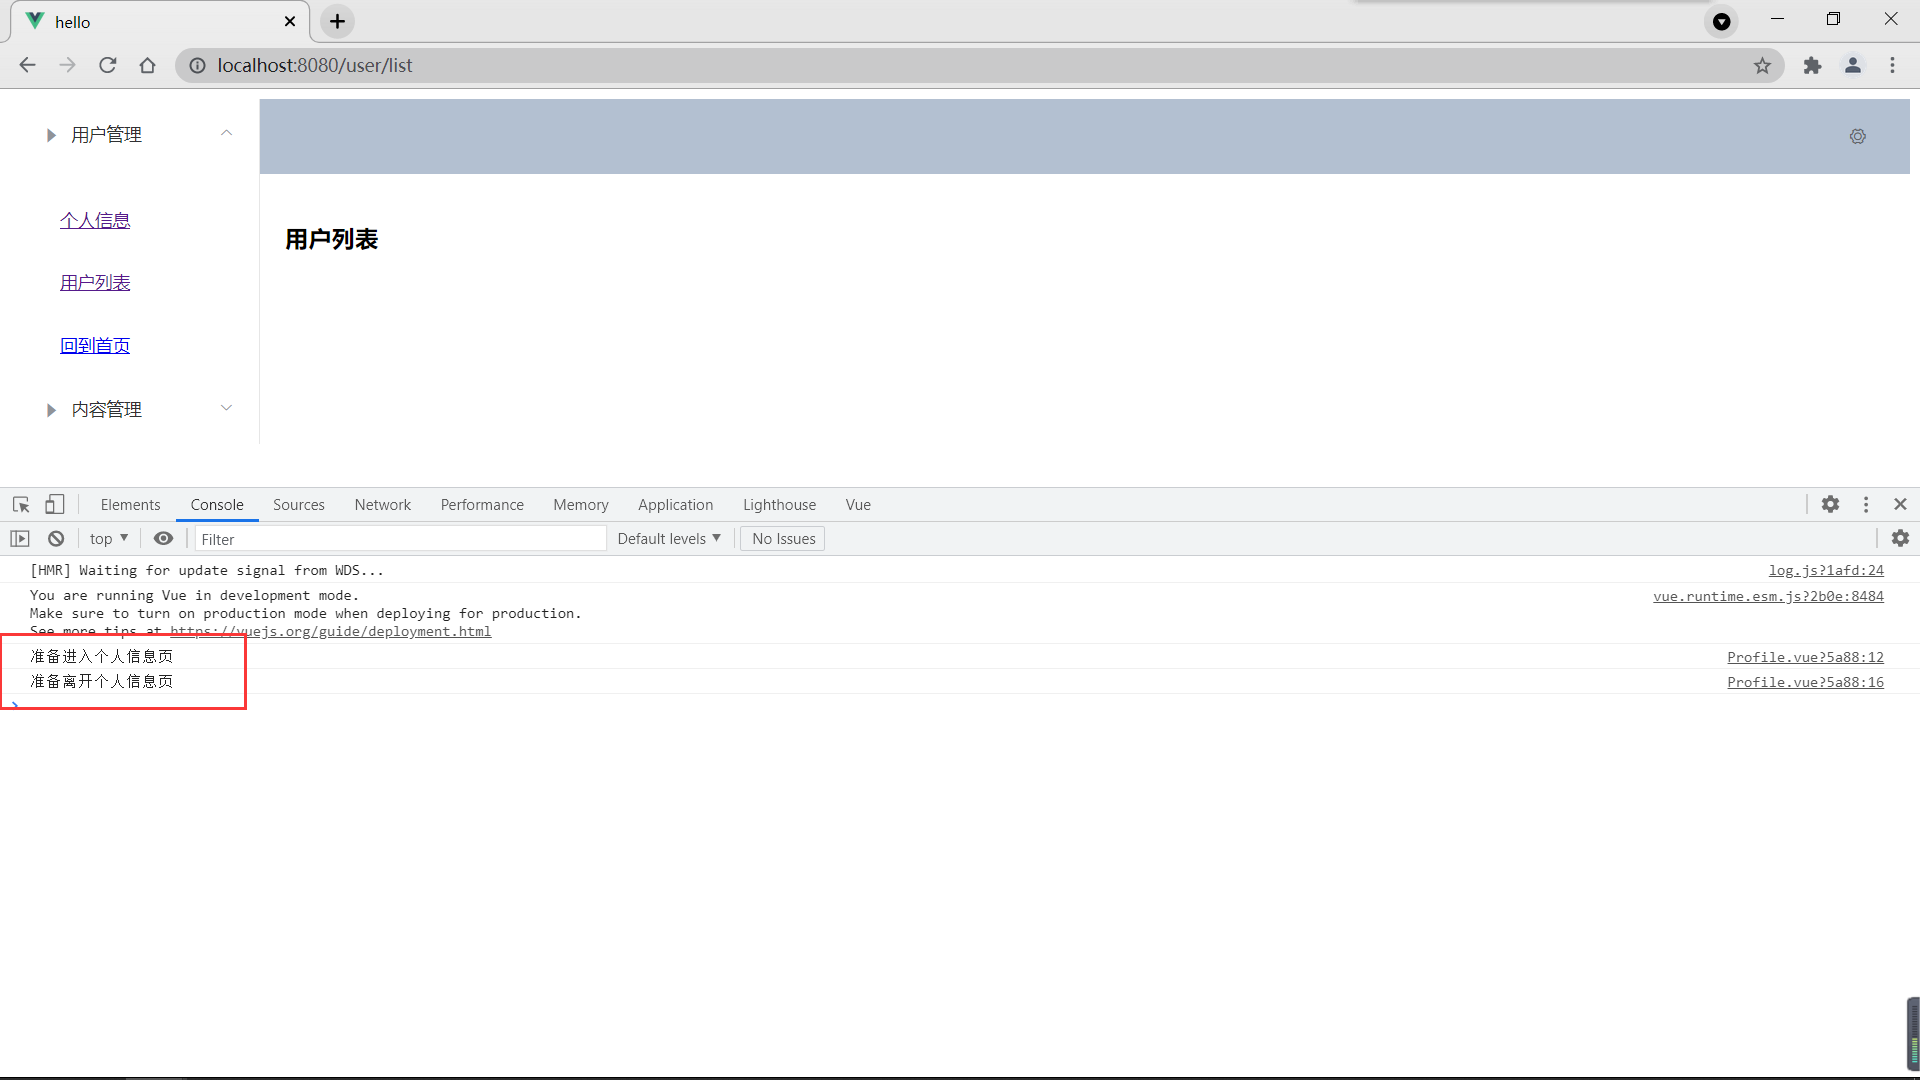 hello
localhost:8080/user/list
用户管理
个人信息
用户列表
回到首页
内容管理
用户列表
Elements Console Sources Network Performance Memory Application Lighthouse Vue
top Filter Default levels No Issues
[HMR] Waiting for update signal from WDS... log.js?1afd:24
You are running Vue in development mode. vue.runtime.esm.js?2b0e:8484
Make sure to turn on production mode when deploying for production.
See more tips at https://vuejs.org/guide/deployment.html
准备进入个人信息页 Profile.vue?5a88:12
准备离开个人信息页 Profile.vue?5a88:16